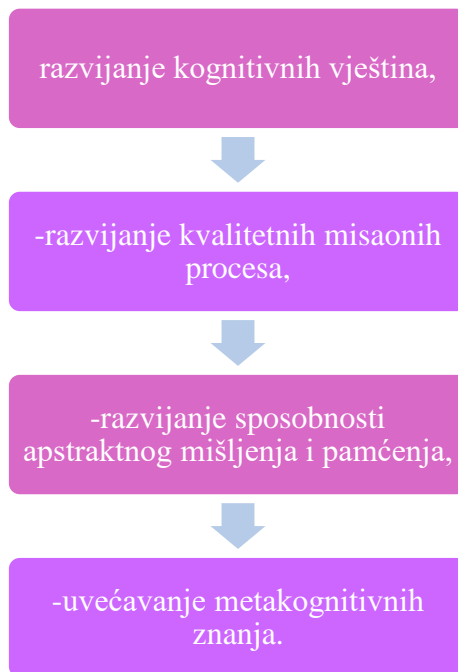 razvijanje kognitivnih vještina,
-razvijanje kvalitetnih misaonih
procesa,
-razvijanje sposobnosti
apstraktnog mišljenja i pamćenja,
-uvećavanje metakognitivnih
znanja.